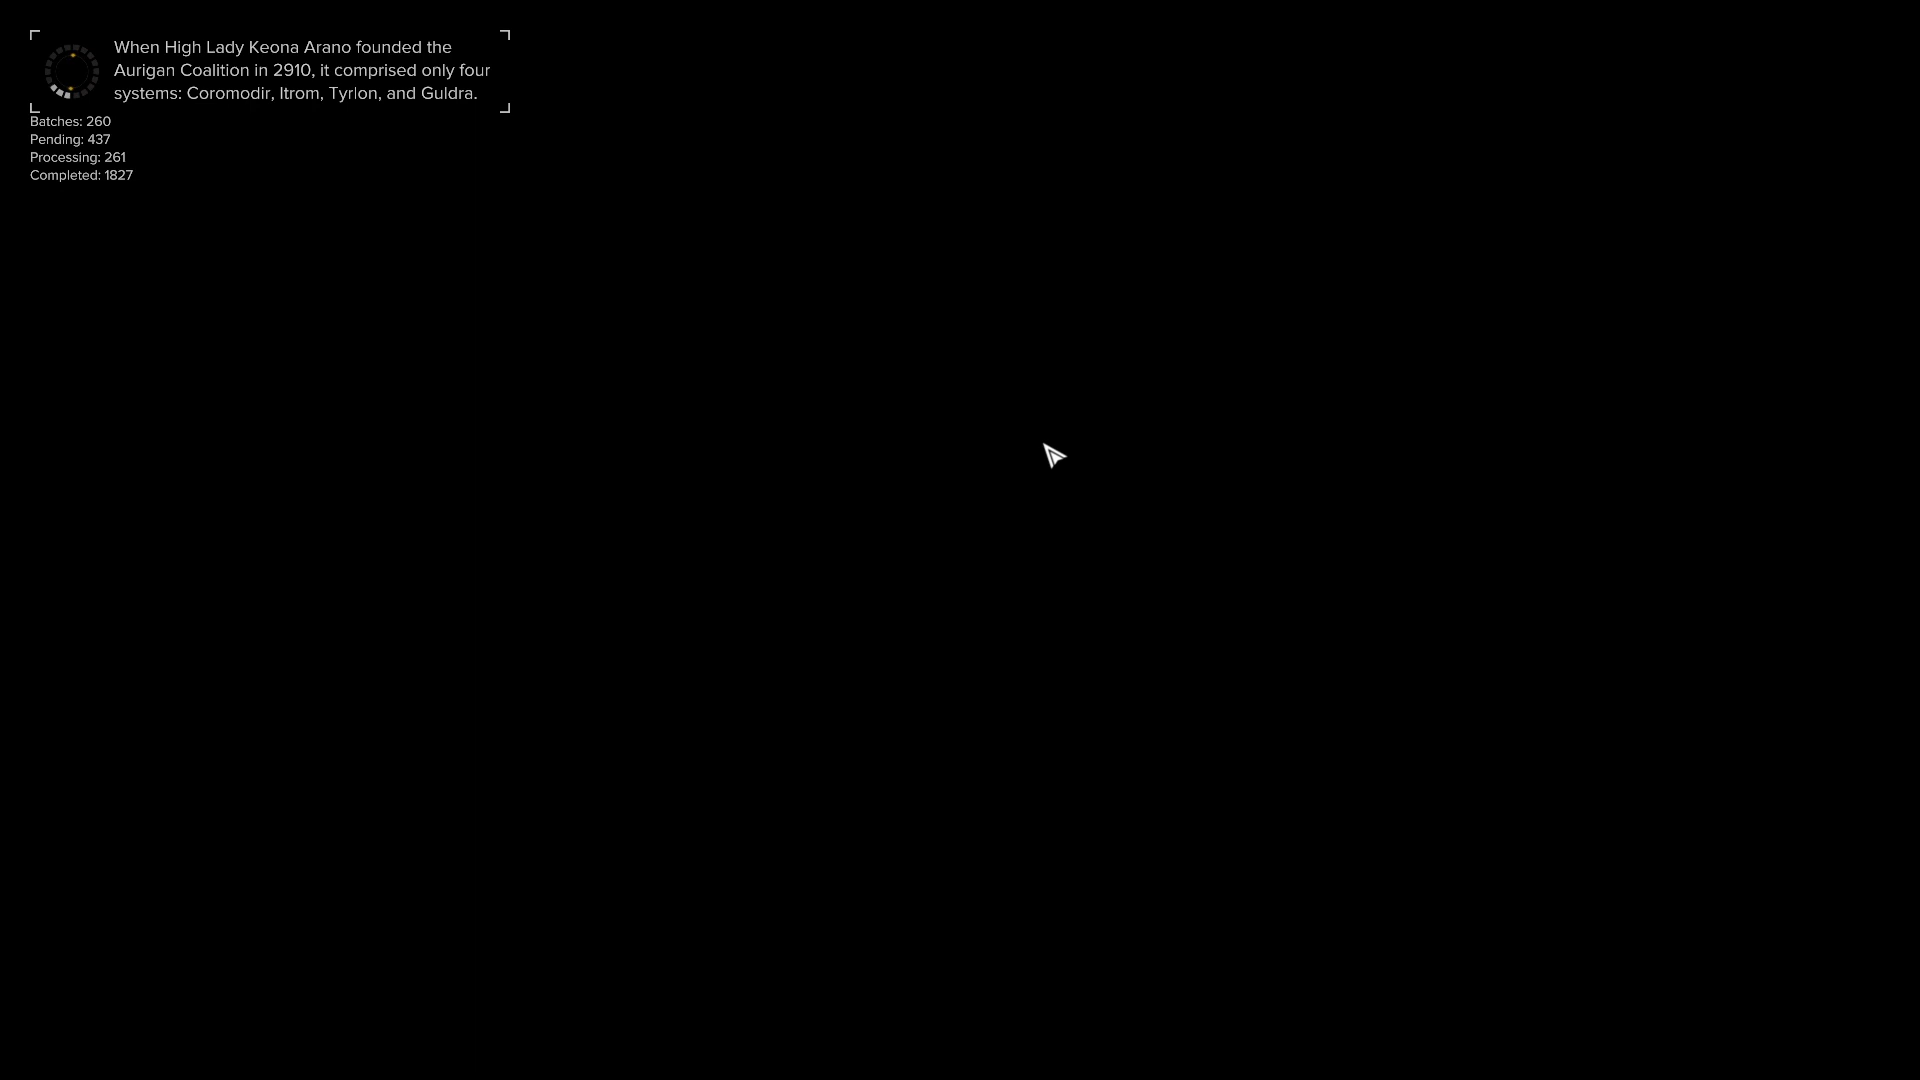 When High Lady Keona Arano founded the
Aurigan Coalition in 2910, it comprised only four
systems: Coromodir, Itrom, Tyrlon, and Guldra.
Batches: 260
Pending: 437
Processing: 261
Completed: 1827